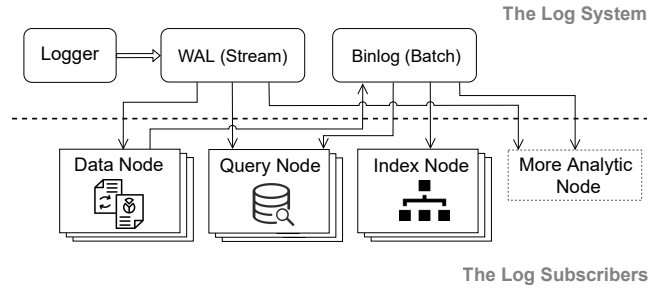 The Log System
Logger
WAL (Stream)
Binlog (Batch)
Data Node
Query Node
Index Node
More Analytic
Node
The Log Subscribers